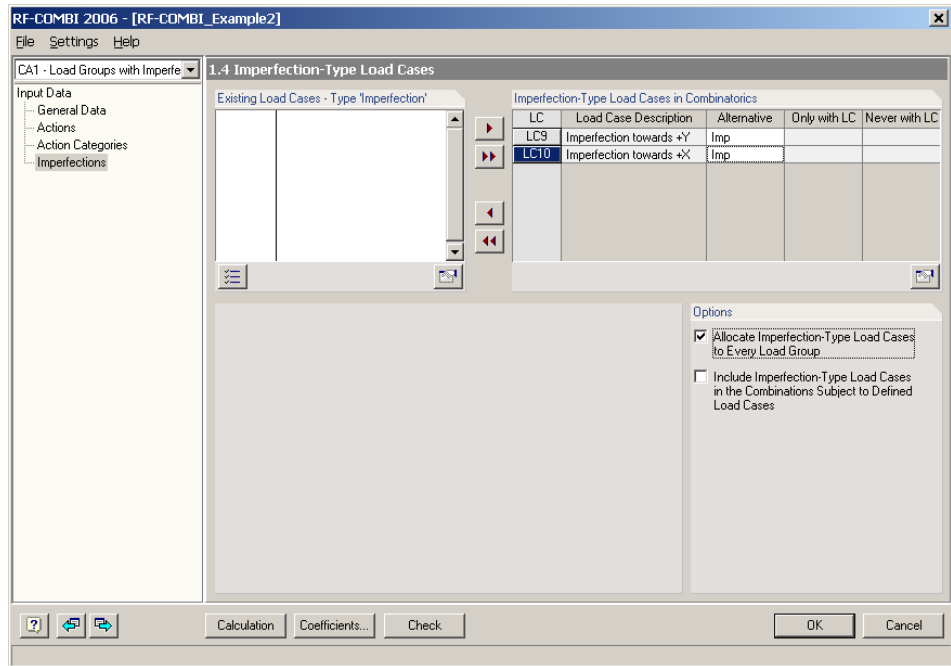 RF-COMBI 2006 - [RF-COMBI_Example2]
File Settings Help
CA1 - Load Groups with Imperfe
1.4 Imperfection-Type Load Cases
Input Data
General Data
Actions
Action Categories
Imperfections
Existing Load Cases - Type 'Imperfection'
Imperfection-Type Load Cases in Combinatorics
LC Load Case Description Alternative Only with LC Never with LC
LC9 Imperfection towards +Y Imp
LC10 Imperfection towards +X Imp
Options
Allocate Imperfection-Type Load Cases
to Every Load Group
Include Imperfection-Type Load Cases
in the Combinations Subject to Defined
Load Cases
Calculation Coefficients... Check OK Cancel